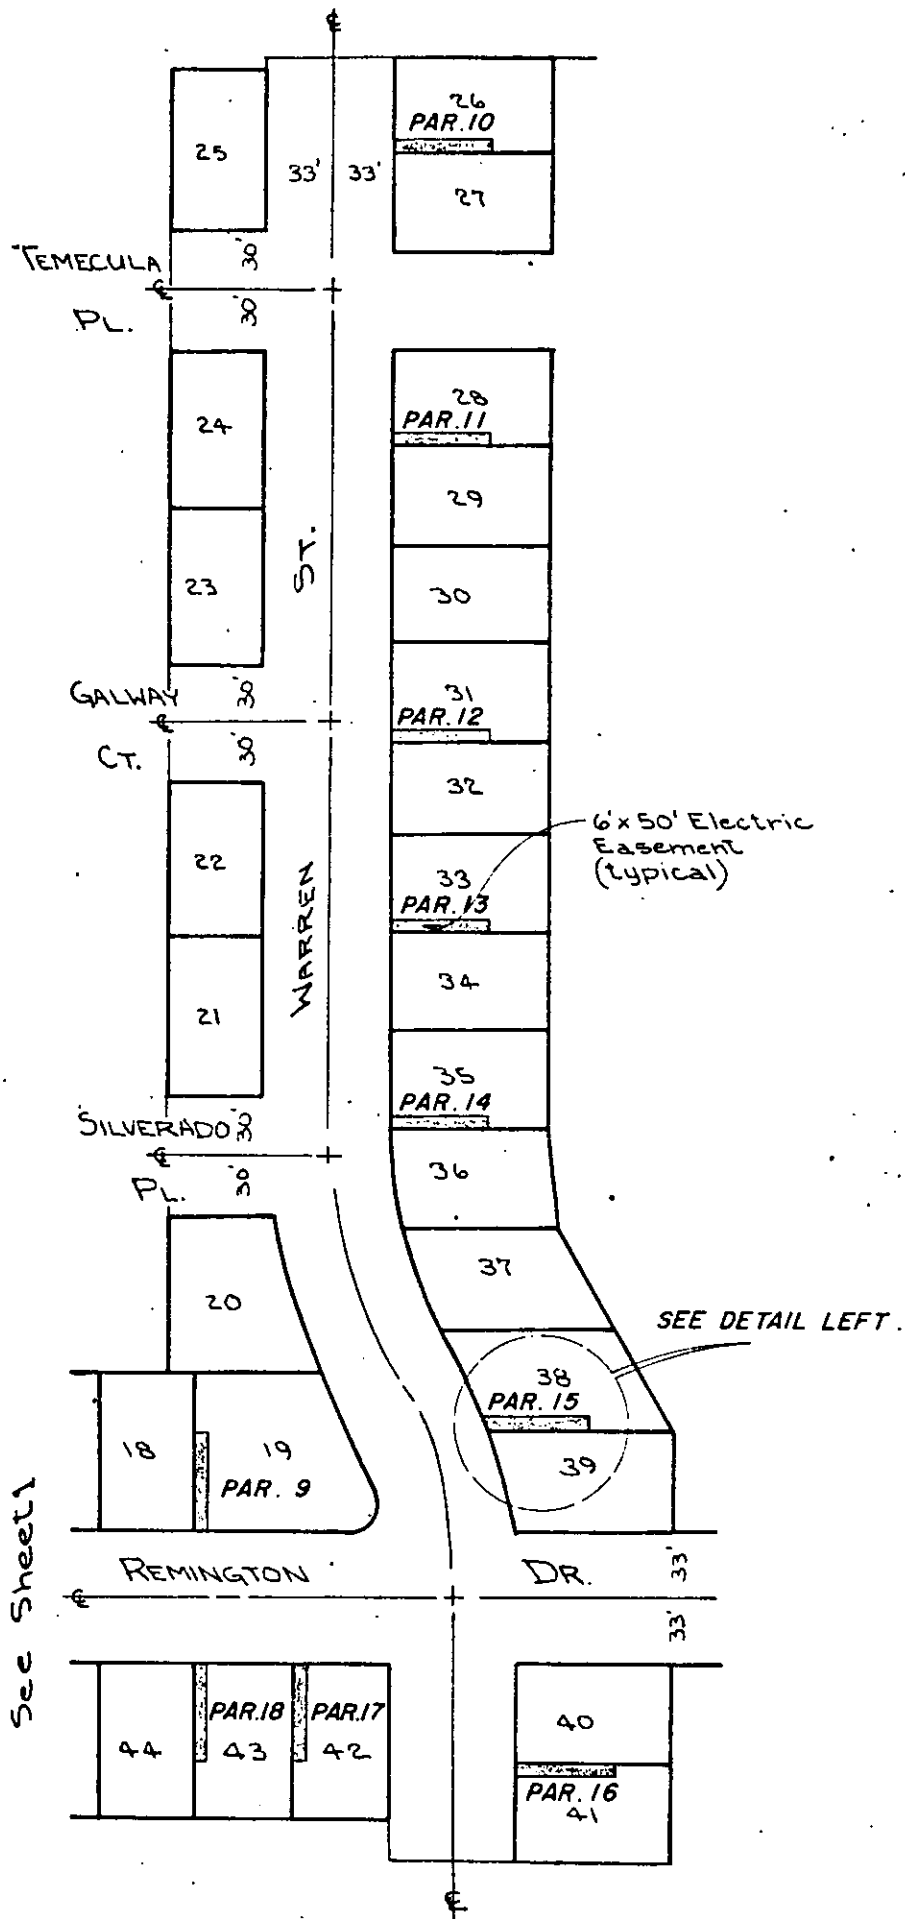 ℄
26
PAR. 10
25
33'
33'
27
30'
TEMECULA
℄
30'
PL.
28
PAR. 11
24
29
ST.
23
30
31
GALWAY
30'
PAR. 12
℄
CT.
30'
32
6'x50' Electric
Easement
(typical)
22
33
PAR. 13
WARREN
34
21
35
PAR. 14
SILVERADO
30'
℄
36
PL.
30'
37
20
SEE DETAIL LEFT.
38
PAR. 15
18
19
39
PAR. 9
See Sheet 1
REMINGTON
DR.
33'
℄
33'
PAR. 18
PAR. 17
40
44
43
42
PAR. 16
41
℄